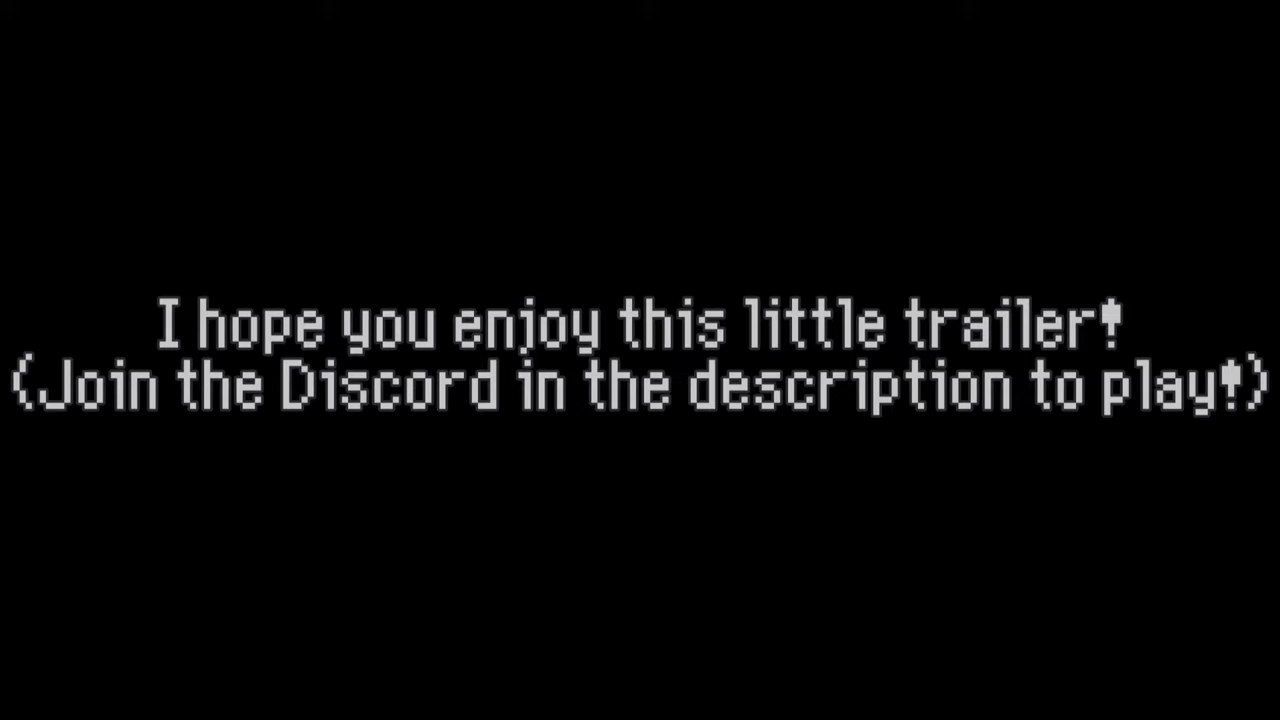 I hope you enjoy this little trailer!
(Join the Discord in the description to play!)